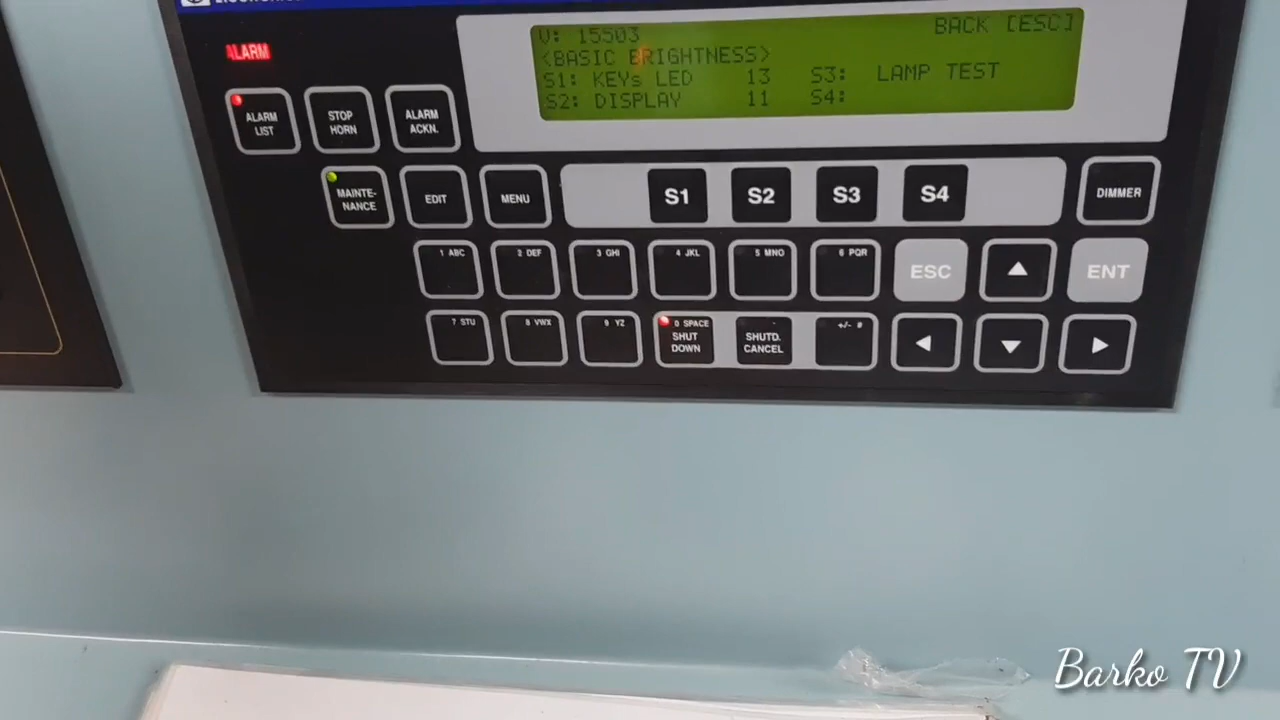 ALARM
V: 15503 BACK [ESC]
<BASIC BRIGHTNESS>
S1: KEYs LED 13 S3: LAMP TEST
S2: DISPLAY 11 S4:
ALARM LIST
STOP HORN
ALARM ACKN.
MAINTE-NANCE
EDIT
MENU
S1
S2
S3
S4
DIMMER
1 ABC
2 DEF
3 GHI
4 JKL
5 MNO
6 PQR
ESC
ENT
7 STU
8 VWX
9 YZ
0 SPACE
SHUT DOWN
SHUTD. CANCEL
+/- #
Barko TV